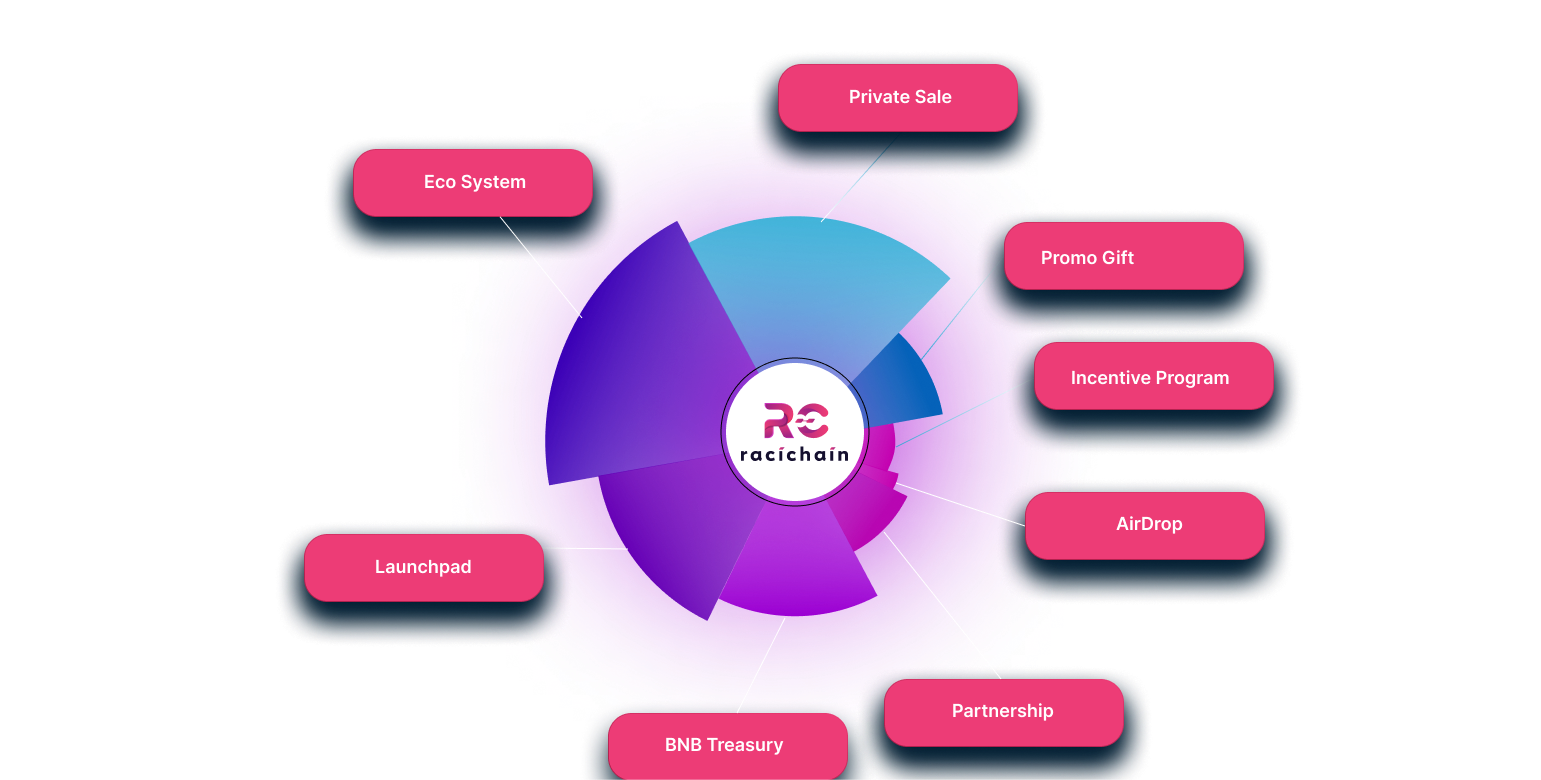 Private Sale
Eco System
Promo Gift
Incentive Program
RC
racichain
AirDrop
Launchpad
Partnership
BNB Treasury